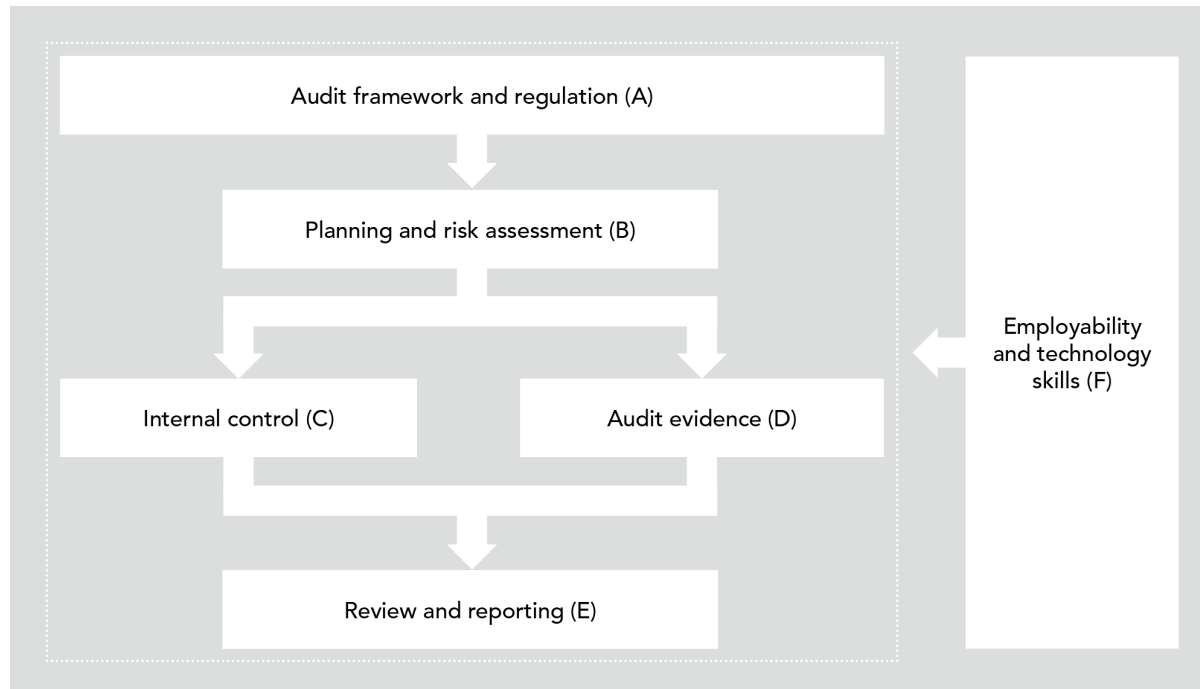 Audit framework and regulation (A)
Planning and risk assessment (B)
Internal control (C)
Audit evidence (D)
Review and reporting (E)
Employability
and technology
skills (F)